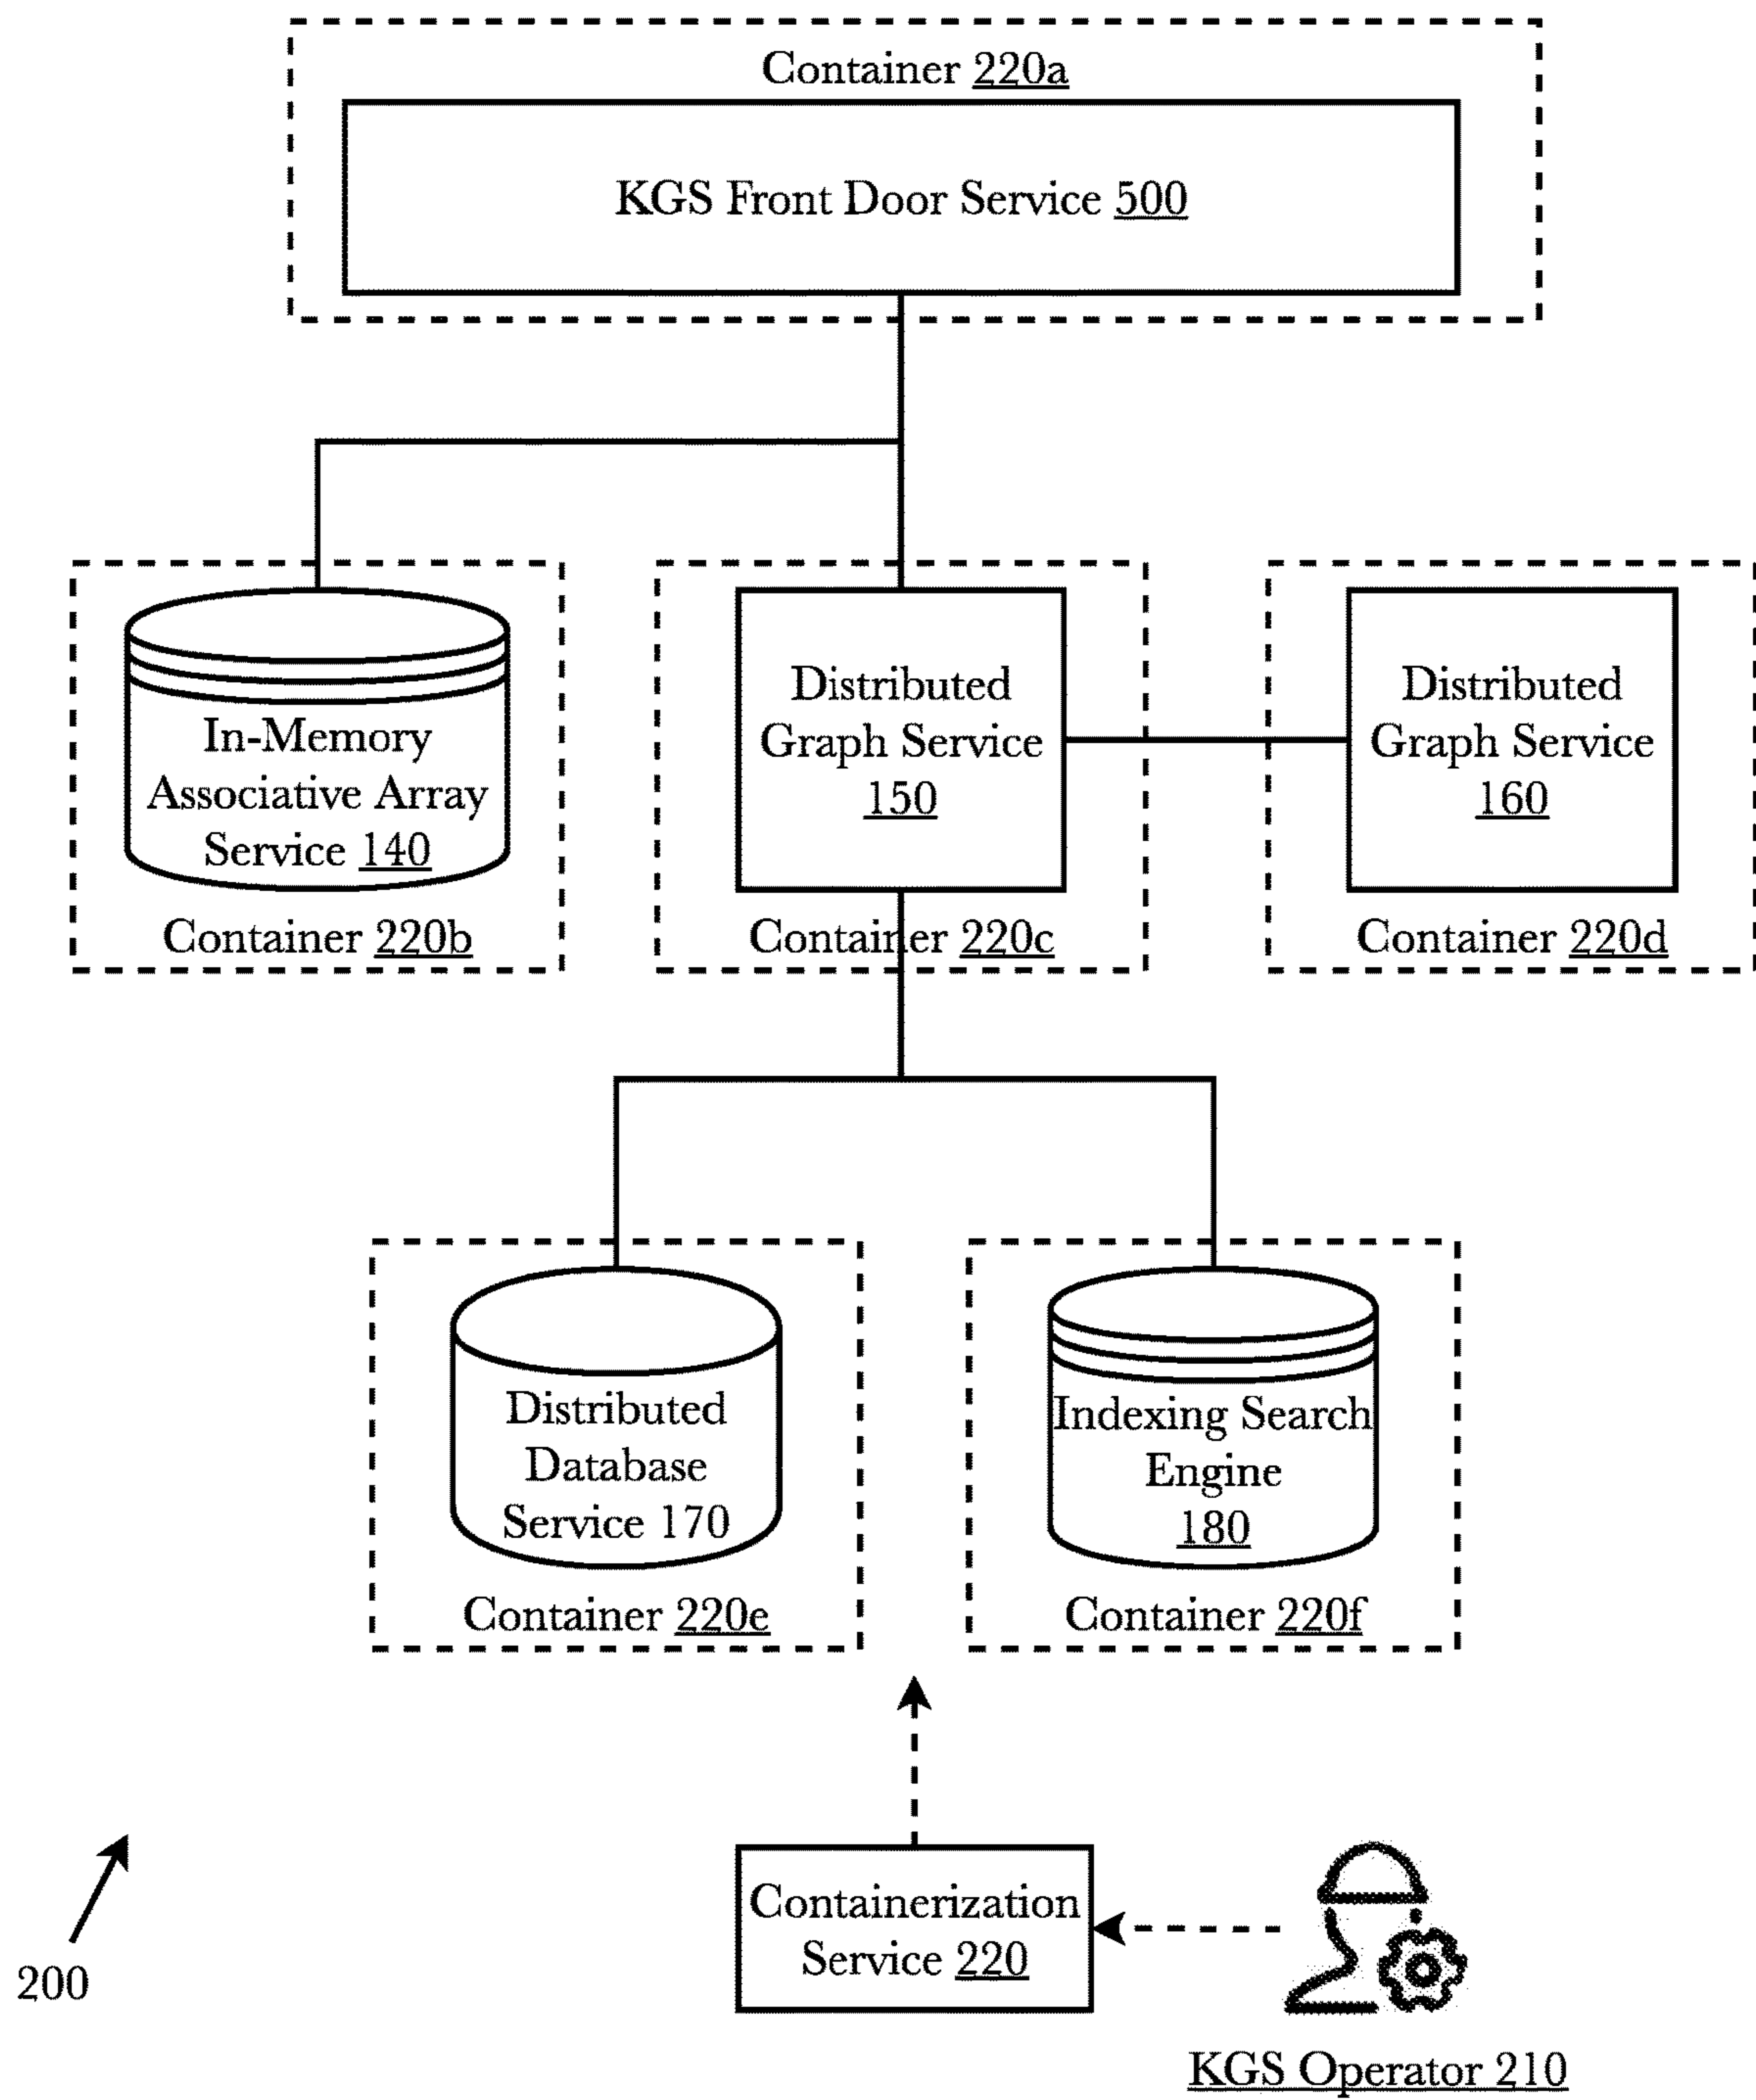 Container 220a
KGS Front Door Service 500
In-Memory
Associative Array
Service 140
Container 220b
Distributed
Graph Service
150
Container 220c
Distributed
Graph Service
160
Container 220d
Distributed
Database
Service 170
Container 220e
Indexing Search
Engine
180
Container 220f
Containerization
Service 220
200
KGS Operator 210